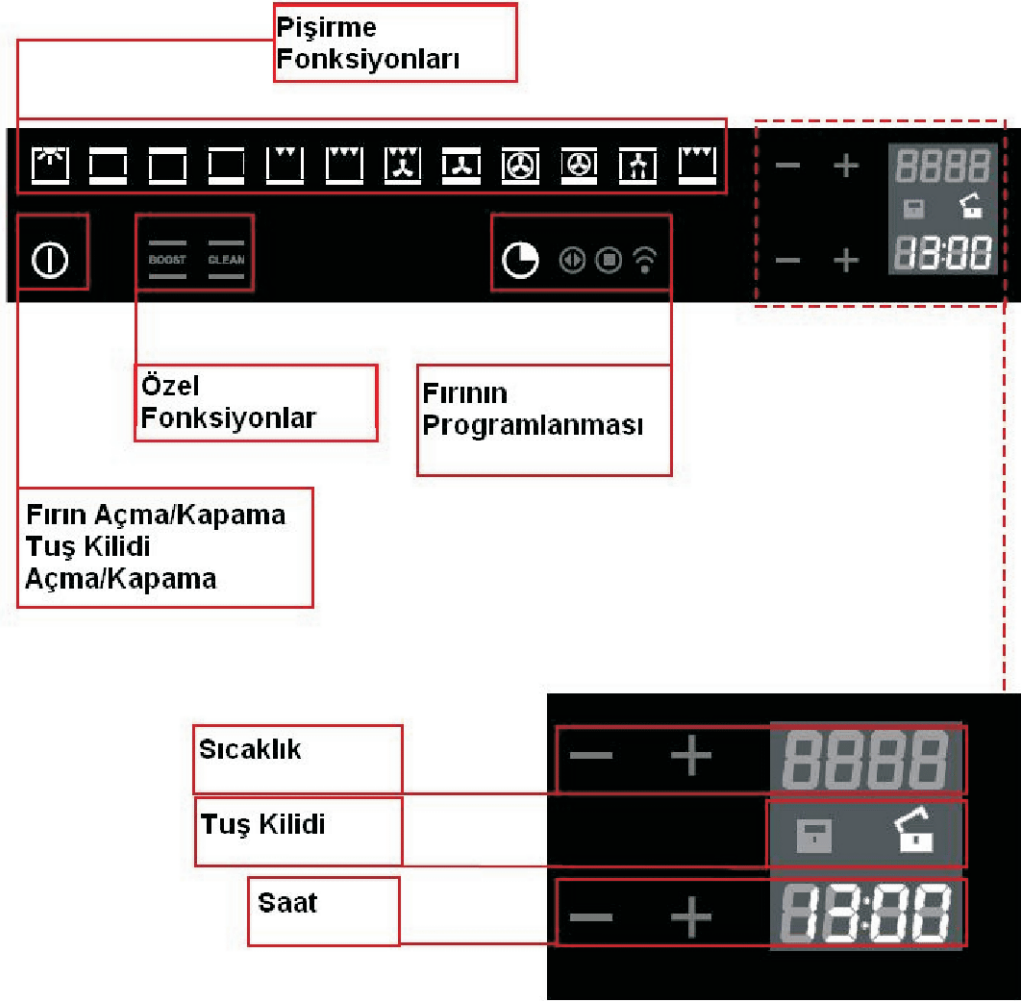 Pişirme
Fonksiyonları
8888
BOOST CLEAN
13:00
Özel
Fonksiyonlar
Fırının
Programlanması
Fırın Açma/Kapama
Tuş Kilidi
Açma/Kapama
Sıcaklık
8888
Tuş Kilidi
Saat
13:00